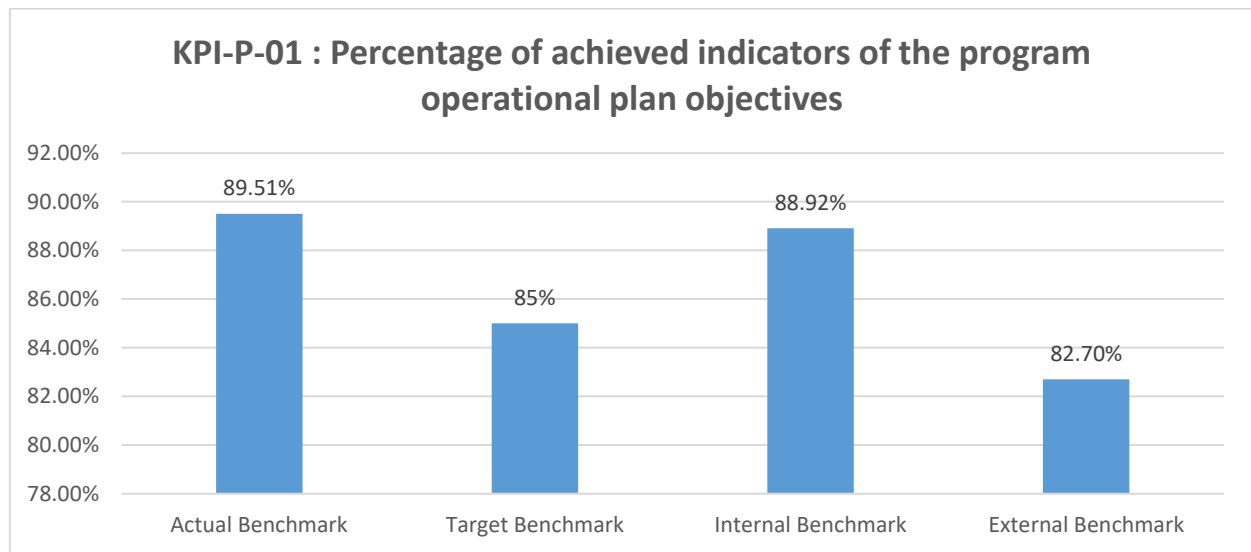 KPI-P-01 : Percentage of achieved indicators of the program
operational plan objectives
92.00%
90.00%
88.00%
86.00%
84.00%
82.00%
80.00%
78.00%
89.51%
85%
88.92%
82.70%
Actual Benchmark
Target Benchmark
Internal Benchmark
External Benchmark